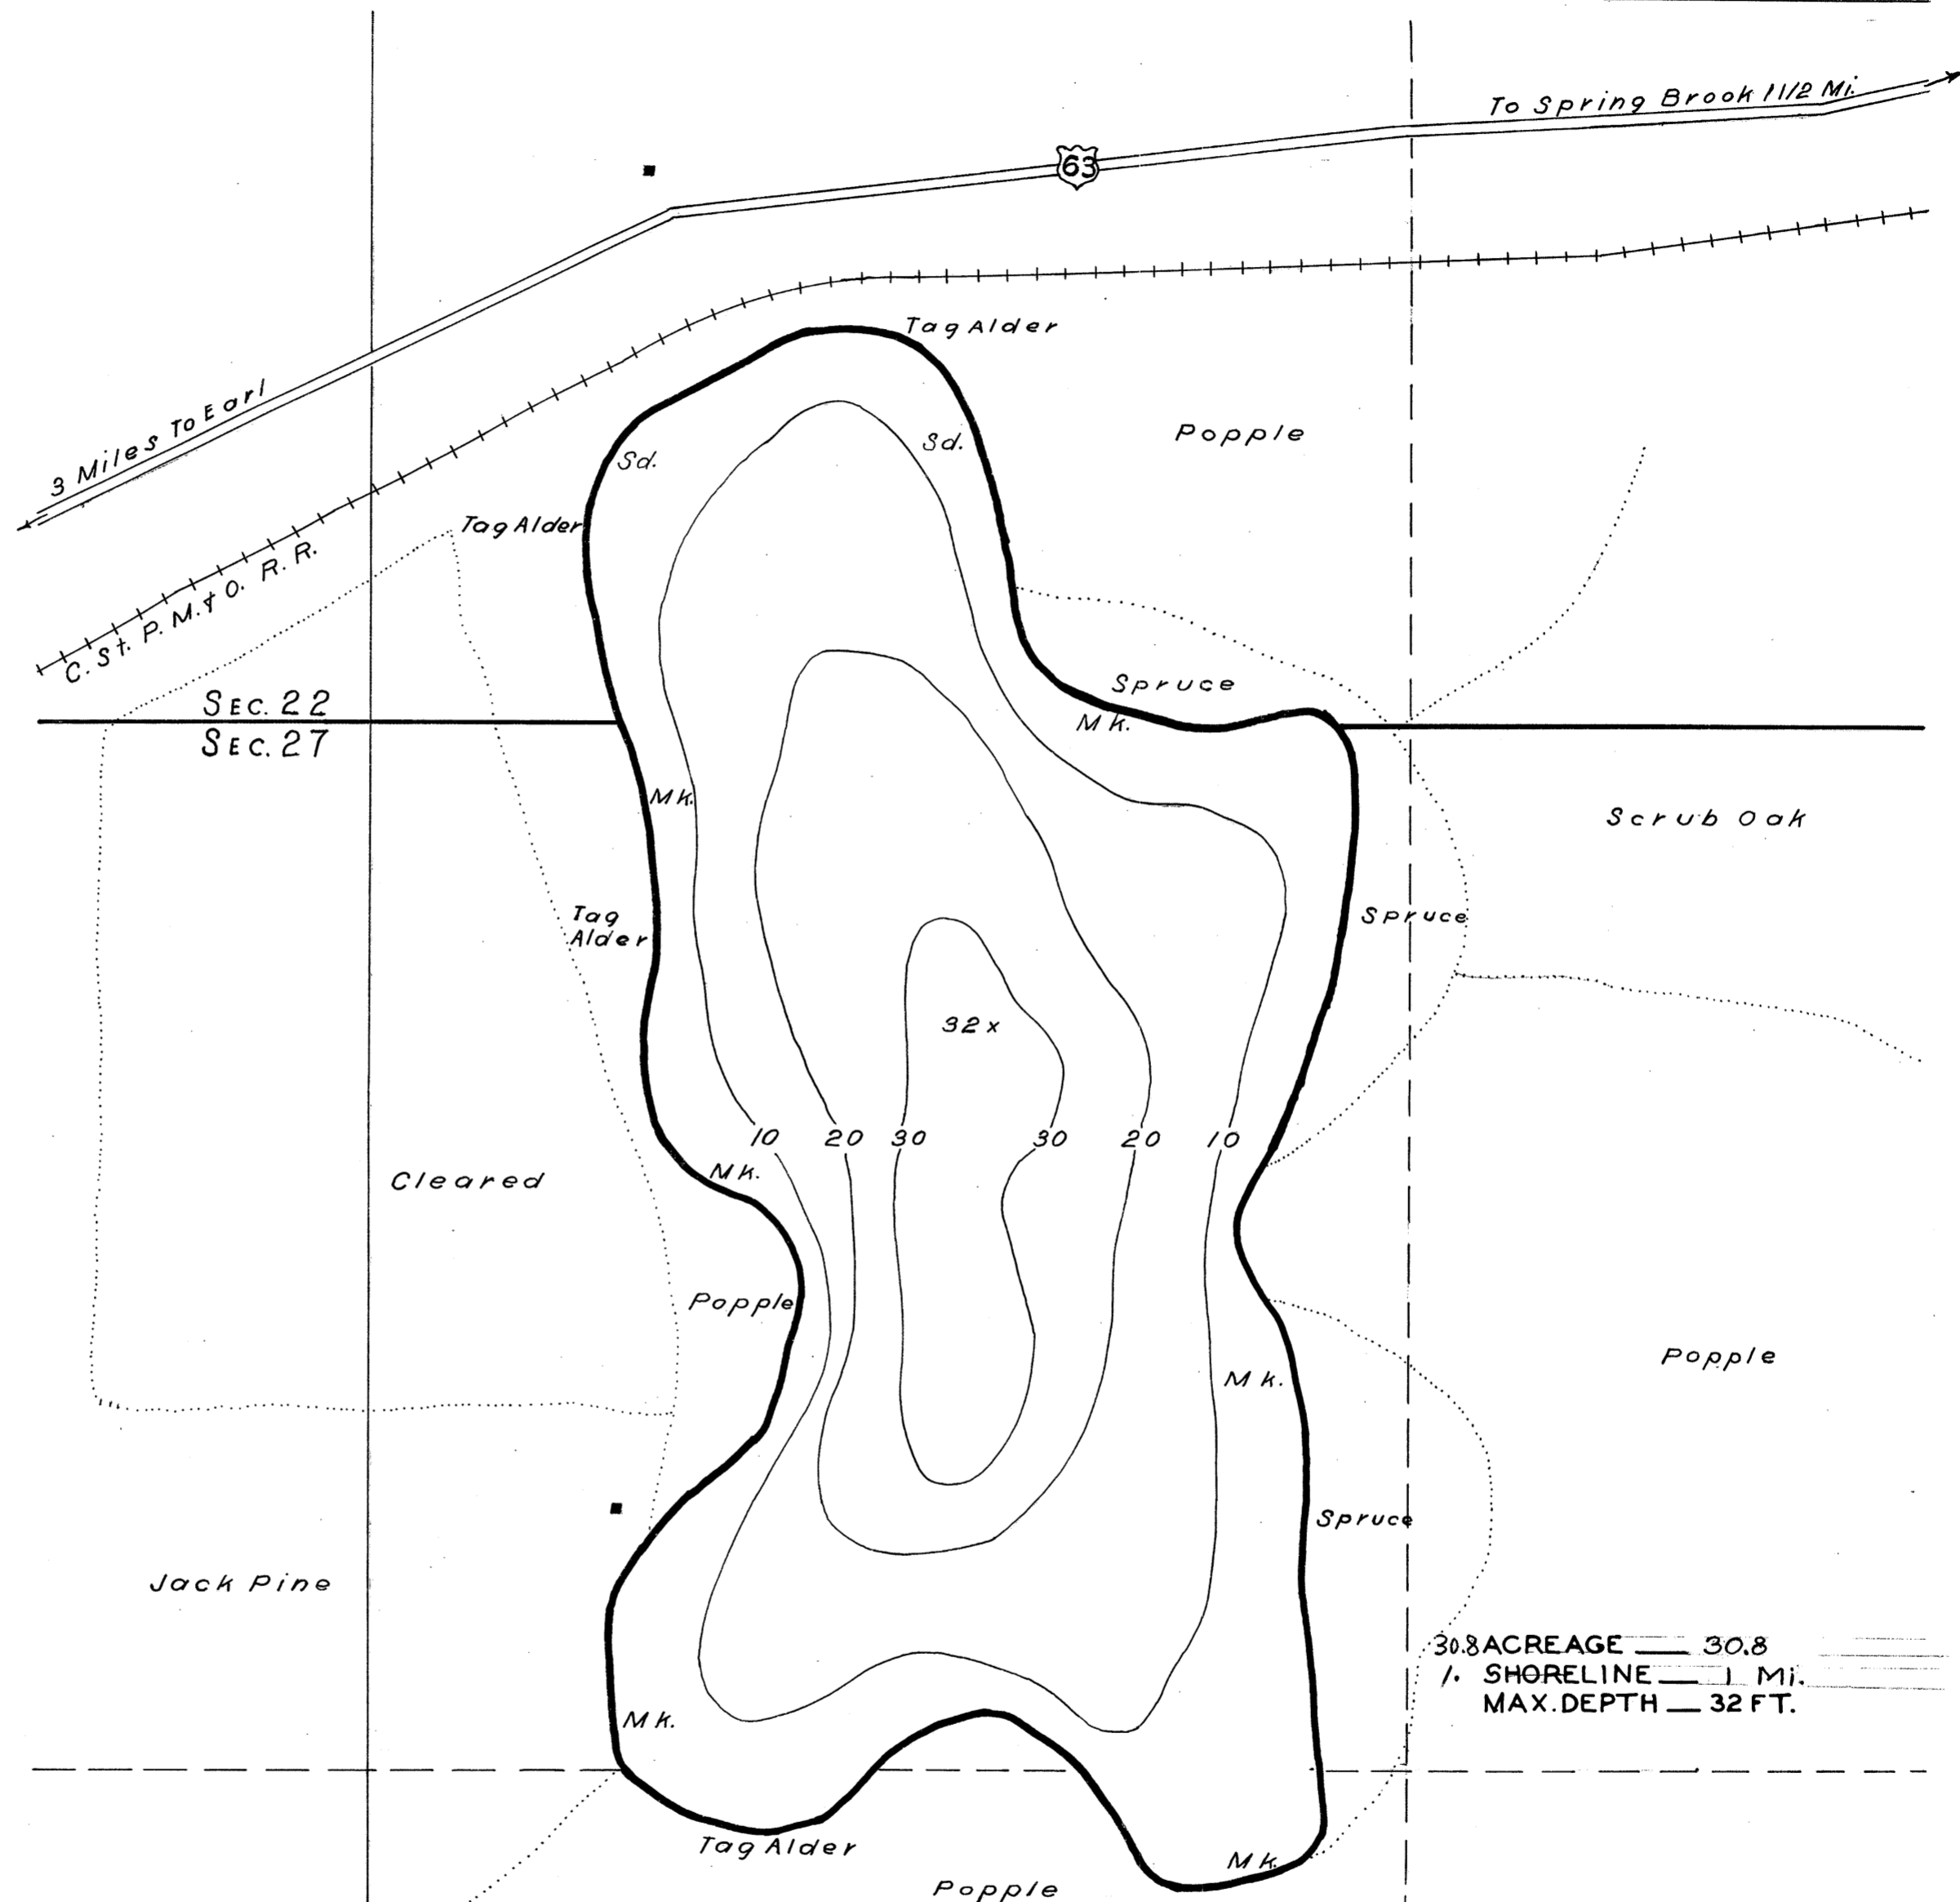 To Spring Brook 1 1/2 Mi.
63
Tag Alder
3 Miles To Earl
Popple
Sd.
Sd.
Tag Alder
C. St. P. M. & O. R. R.
Spruce
SEC. 22
Mk.
SEC. 27
Mk.
Scrub Oak
Tag
Alder
Spruce
32 x
10 20 30 30 20 10
Mk.
Cleared
Popple
Popple
Mk.
Spruce
Jack Pine
30.8 ACREAGE — 30.8
1. SHORELINE — 1 Mi.
MAX. DEPTH — 32 FT.
Mk.
Tag Alder
Mk.
Popple